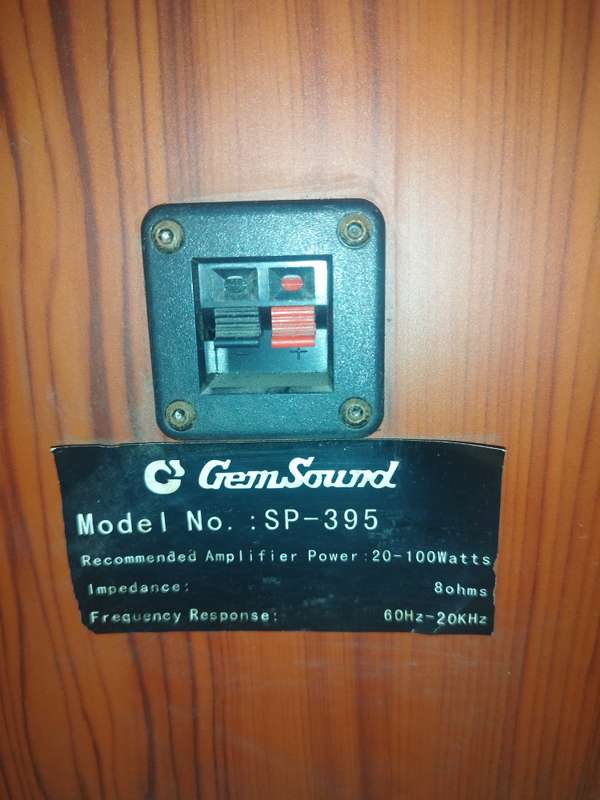 - +
GemSound
Model No.:SP-395
Recommended Amplifier Power:20-100Watts
Impedance: 8ohms
Frequency Response: 60Hz-20KHz